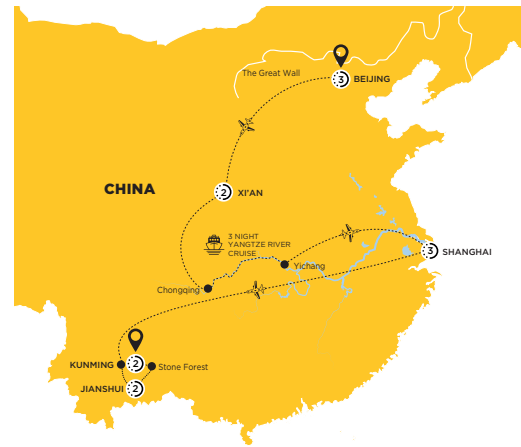 The Great Wall
3
BEIJING
CHINA
2
XI'AN
3 NIGHT
YANGTZE RIVER
CRUISE
Yichang
3
SHANGHAI
Chongqing
KUNMING
2
Stone Forest
JIANSHUI
2